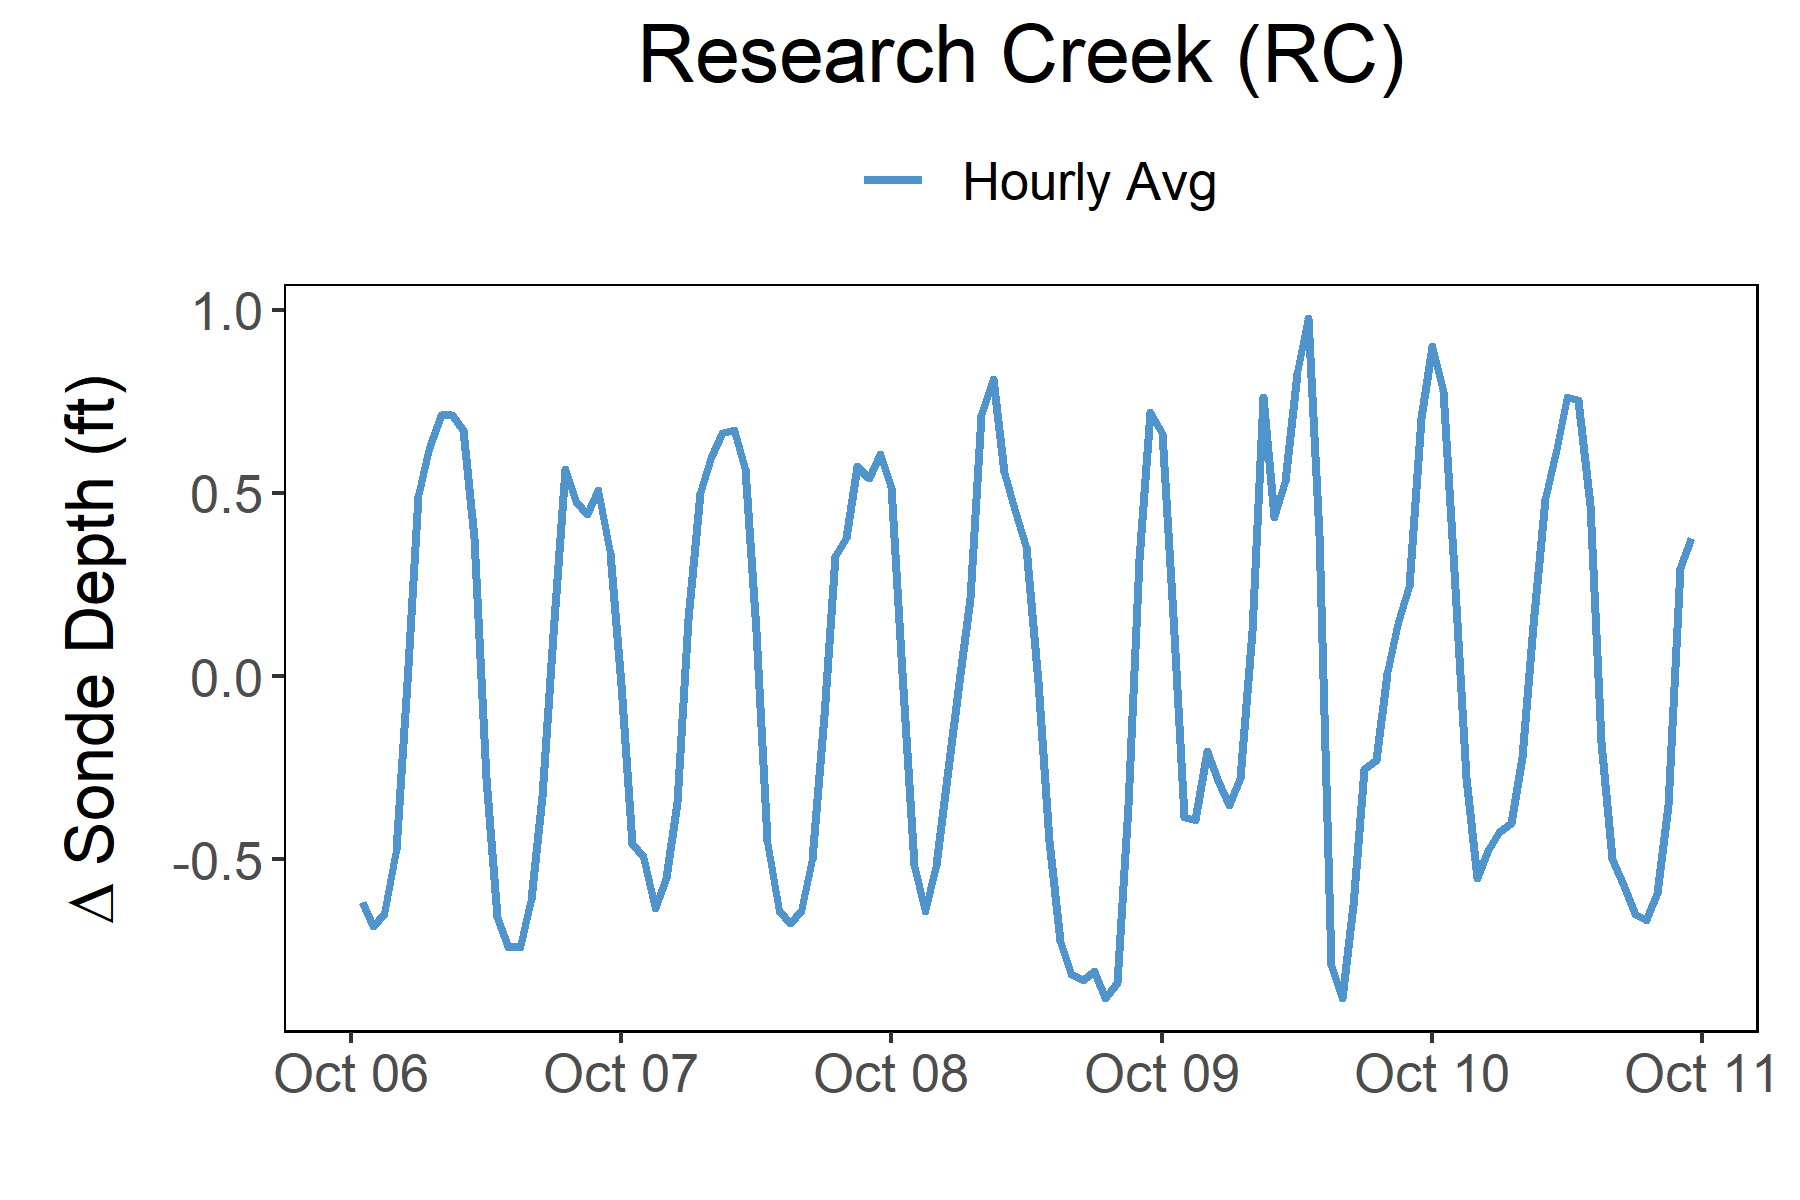 Research Creek (RC)
Hourly Avg
Δ Sonde Depth (ft)
1.0
0.5
0.0
-0.5
Oct 06 Oct 07 Oct 08 Oct 09 Oct 10 Oct 11